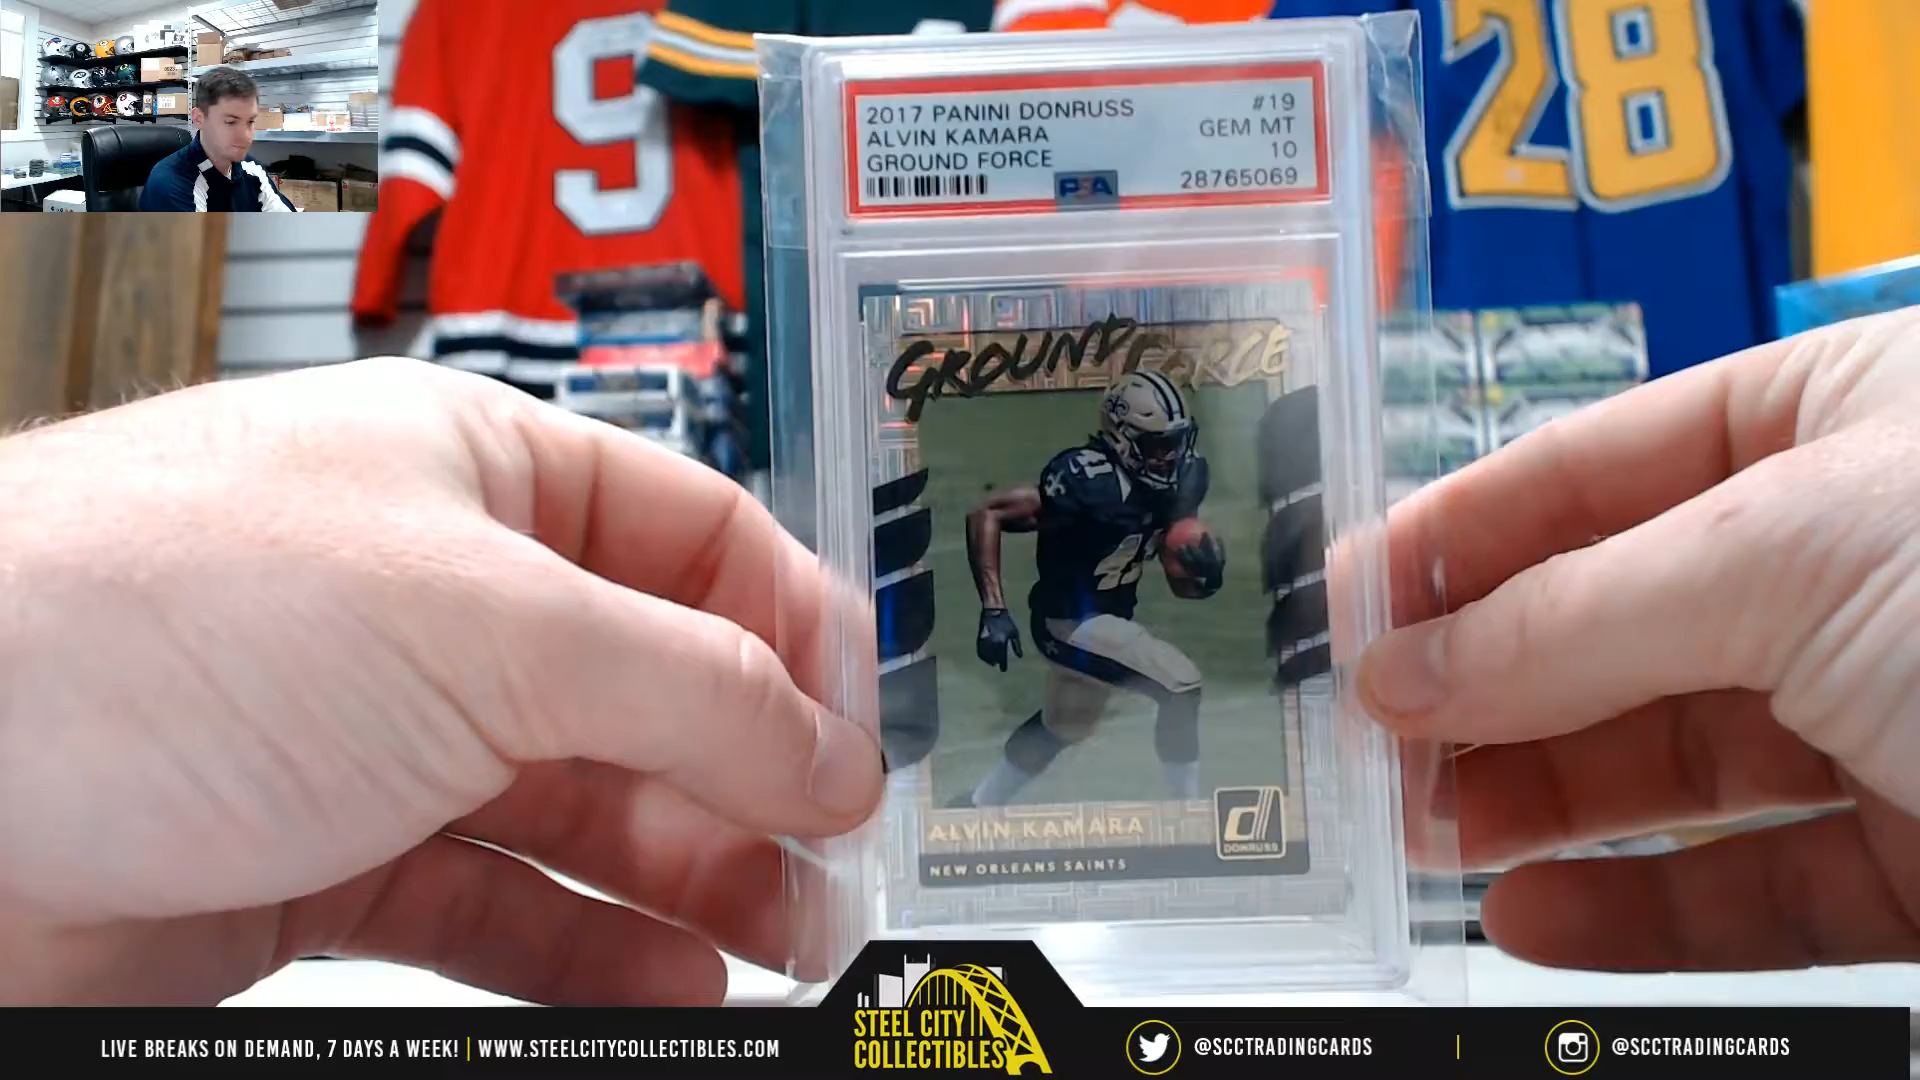 9
28
2017 PANINI DONRUSS #19
ALVIN KAMARA GEM MT
GROUND FORCE 10
PSA 28765069
GROUND FORCE
41
41
ALVIN KAMARA
d
DONRUSS
NEW ORLEANS SAINTS
STEEL CITY
COLLECTIBLES
LIVE BREAKS ON DEMAND, 7 DAYS A WEEK! | WWW.STEELCITYCOLLECTIBLES.COM
@SCCTRADINGCARDS | @SCCTRADINGCARDS